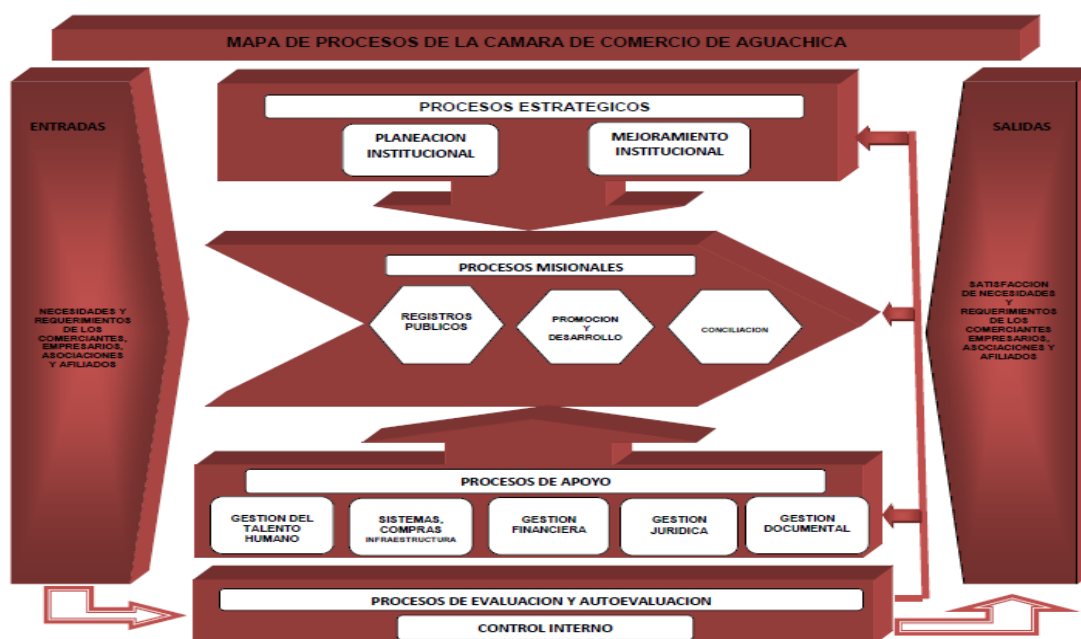 MAPA DE PROCESOS DE LA CAMARA DE COMERCIO DE AGUACHICA
ENTRADAS
NECESIDADES Y
REQUERIMIENTOS
DE LOS
COMERCIANTES,
EMPRESARIOS,
ASOCIACIONES
Y AFILIADOS
PROCESOS ESTRATEGICOS
PLANEACION
INSTITUCIONAL
MEJORAMIENTO
INSTITUCIONAL
PROCESOS MISIONALES
REGISTROS
PUBLICOS
PROMOCION
Y
DESARROLLO
CONCILIACION
PROCESOS DE APOYO
GESTION DEL
TALENTO
HUMANO
SISTEMAS,
COMPRAS
INFRAESTRUCTURA
GESTION
FINANCIERA
GESTION
JURIDICA
GESTION
DOCUMENTAL
PROCESOS DE EVALUACION Y AUTOEVALUACION
CONTROL INTERNO
SALIDAS
SATISFACCION
DE NECESIDADES
Y
REQUERIMIENTOS
DE LOS
COMERCIANTES
EMPRESARIOS,
ASOCIACIONES Y
AFILIADOS